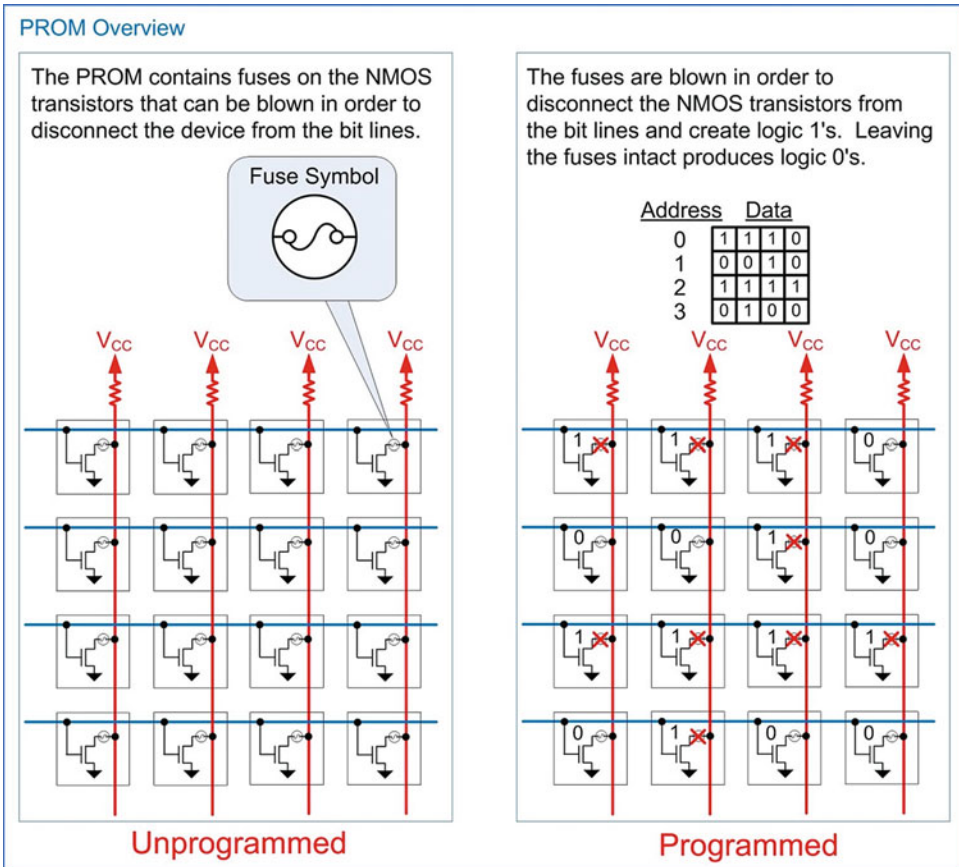 PROM Overview
The PROM contains fuses on the NMOS
transistors that can be blown in order to
disconnect the device from the bit lines.
Fuse Symbol
VCC VCC VCC VCC
Unprogrammed
The fuses are blown in order to
disconnect the NMOS transistors from
the bit lines and create logic 1's. Leaving
the fuses intact produces logic 0's.
Address Data
0 1 1 1 0
1 0 0 1 0
2 1 1 1 1
3 0 1 0 0
VCC VCC VCC VCC
1 1 1 0
0 0 1 0
1 1 1 1
0 1 0 0
Programmed